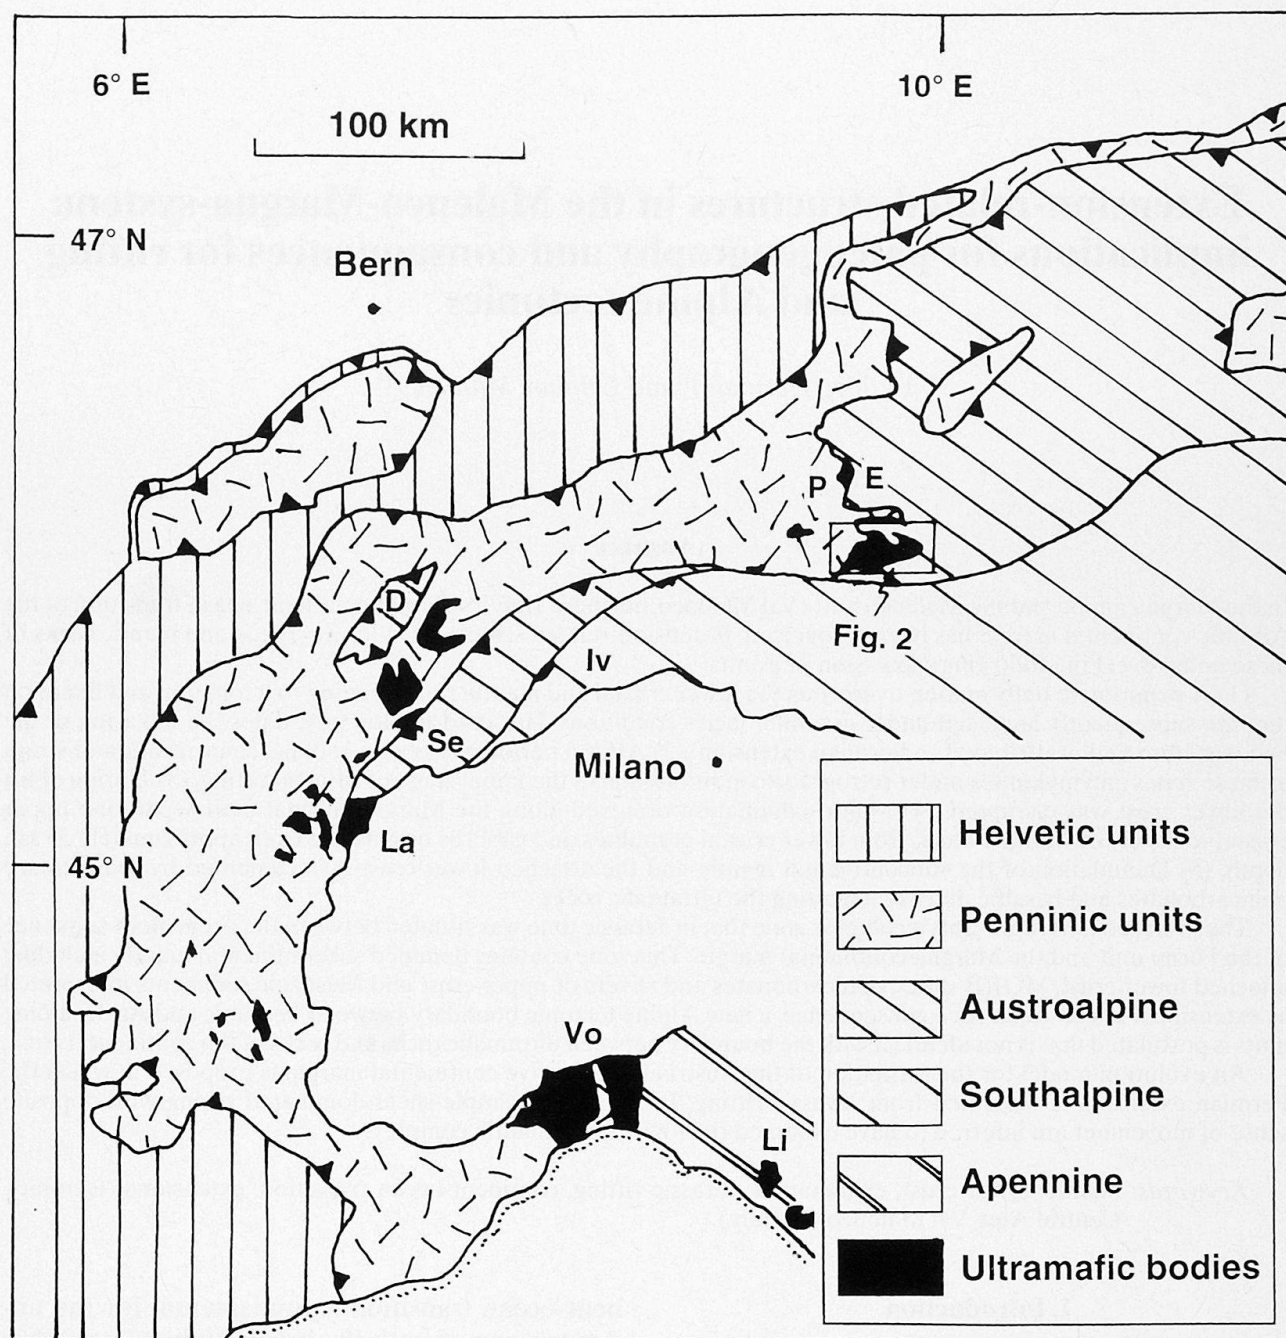 6° E
10° E
100 km
47° N
Bern
P
E
D
Fig. 2
Iv
Se
Milano
La
45° N
Vo
Li
Helvetic units
Penninic units
Austroalpine
Southalpine
Apennine
Ultramafic bodies